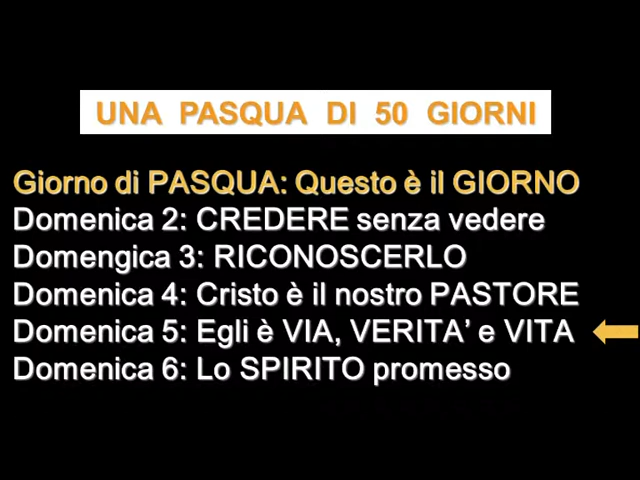 UNA PASQUA DI 50 GIORNI
Giorno di PASQUA: Questo è il GIORNO
Domenica 2: CREDERE senza vedere
Domengica 3: RICONOSCERLO
Domenica 4: Cristo è il nostro PASTORE
Domenica 5: Egli è VIA, VERITA’ e VITA
Domenica 6: Lo SPIRITO promesso